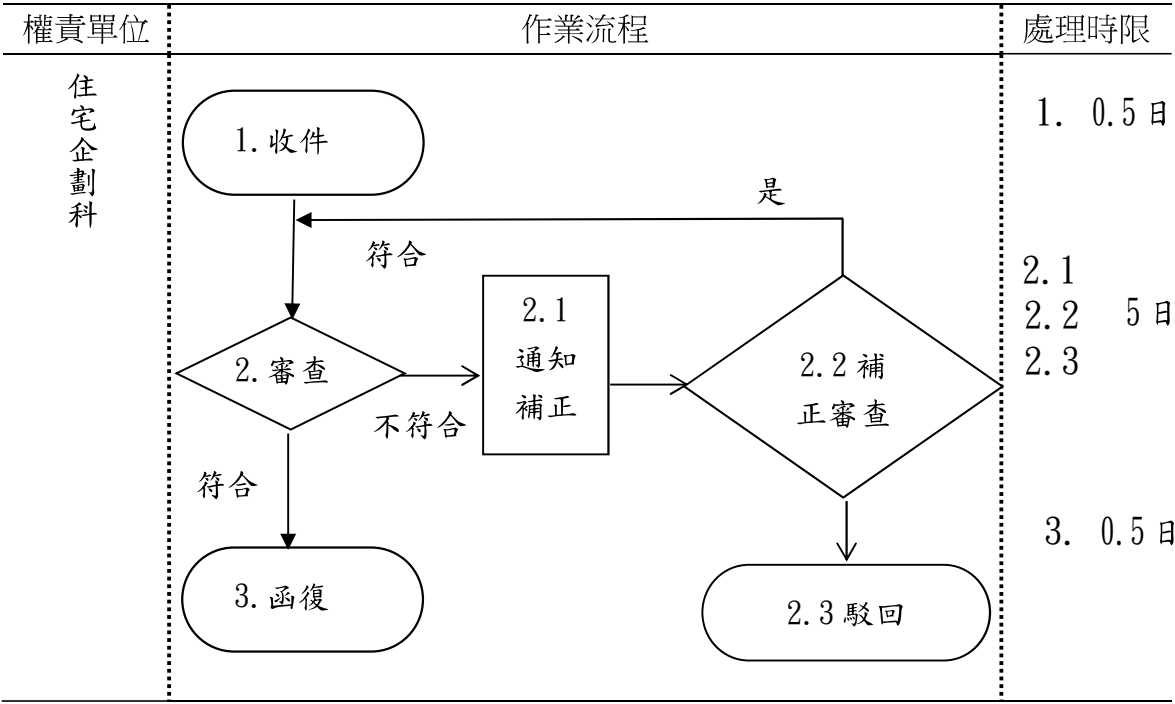 權責單位
作業流程
處理時限
住宅企劃科
1.收件
1. 0.5日
是
符合
2.審查
不符合
2.1
通知
補正
2.2補
正審查
2.1
2.2 5日
2.3
符合
3.函復
2.3駁回
3. 0.5日